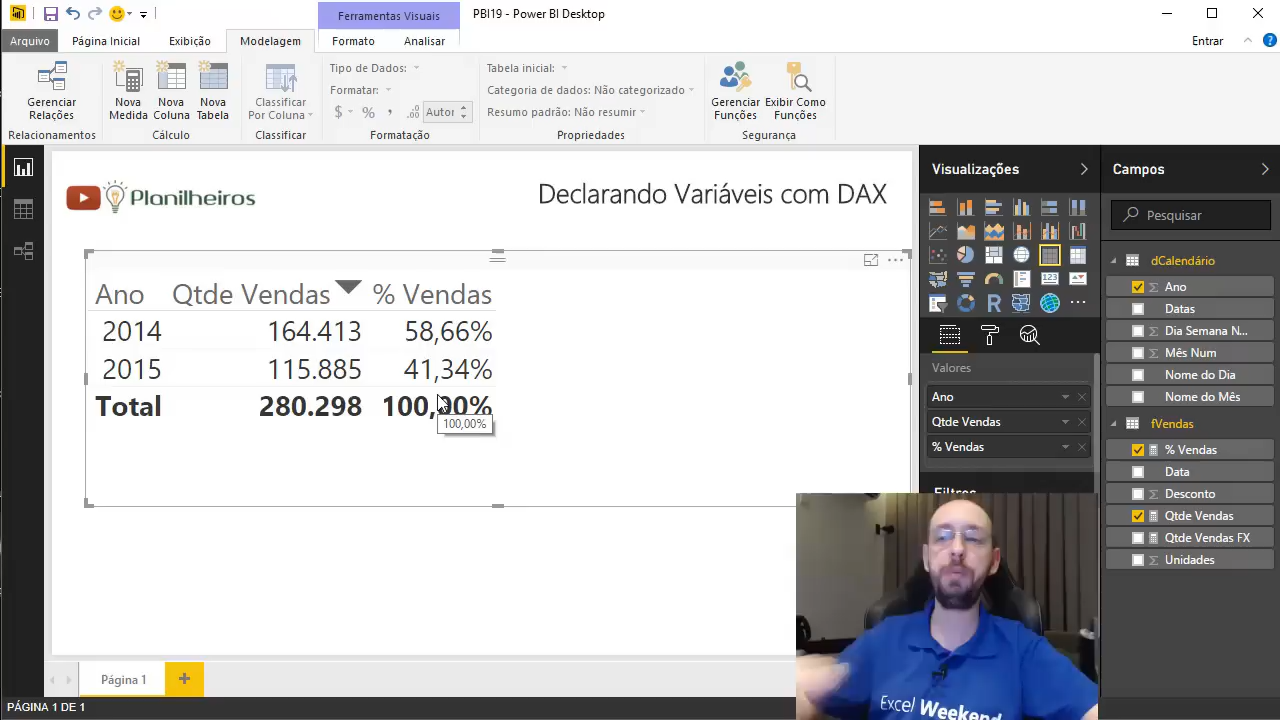 PBI19 - Power BI Desktop
Ferramentas Visuais
Arquivo
Página Inicial
Exibição
Modelagem
Formato
Analisar
Entrar
Gerenciar Relações
Relacionamentos
Nova Medida
Nova Coluna
Nova Tabela
Cálculo
Classificar Por Coluna
Classificar
Tipo de Dados:
Formatar:
$ % , .00 Autor
Formatação
Tabela inicial:
Categoria de dados: Não categorizado
Resumo padrão: Não resumir
Propriedades
Gerenciar Funções
Exibir Como Funções
Segurança
Planilheiros
Declarando Variáveis com DAX
Ano Qtde Vendas % Vendas
2014 164.413 58,66%
2015 115.885 41,34%
Total 280.298 100,00%
100,00%
Visualizações
Valores
Ano
Qtde Vendas
% Vendas
Filtros
Campos
Pesquisar
dCalendário
Ano
Datas
Dia Semana N...
Mês Num
Nome do Dia
Nome do Mês
fVendas
% Vendas
Data
Desconto
Qtde Vendas
Qtde Vendas FX
Unidades
Excel Weekend
Página 1
PÁGINA 1 DE 1